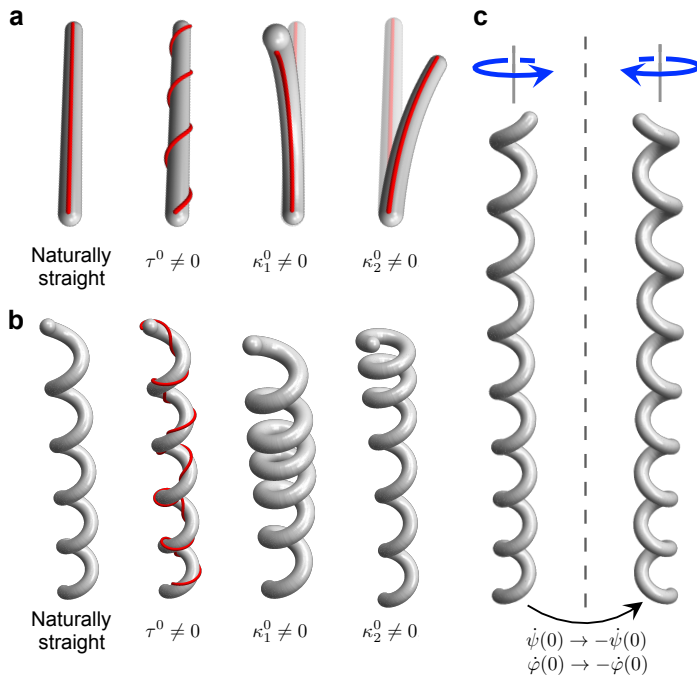 a
Naturally
straight
τ⁰ ≠ 0
κ₁⁰ ≠ 0
κ₂⁰ ≠ 0
b
Naturally
straight
τ⁰ ≠ 0
κ₁⁰ ≠ 0
κ₂⁰ ≠ 0
c
ψ̇(0) → −ψ̇(0)
φ̇(0) → −φ̇(0)